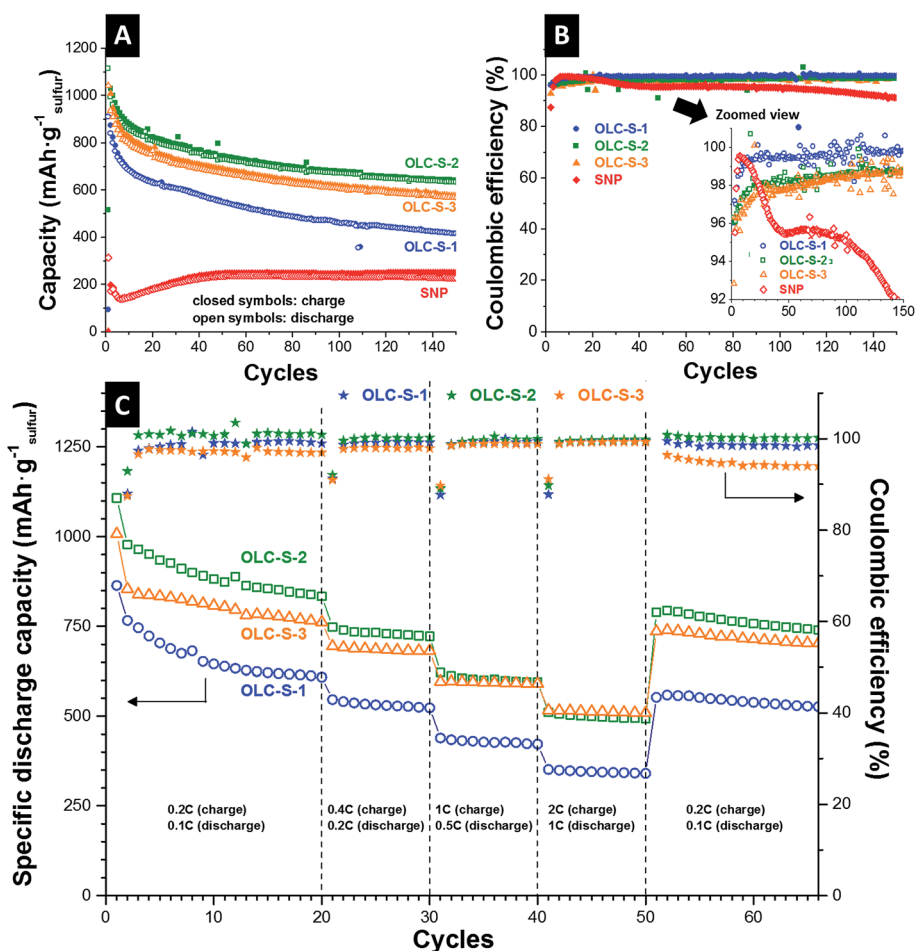 A
Capacity (mAh·g⁻¹sulfur)
1200
1000
800
600
400
200
0
OLC-S-2
OLC-S-3
OLC-S-1
SNP
closed symbols: charge
open symbols: discharge
0 20 40 60 80 100 120 140
Cycles
B
Coulombic efficiency (%)
120
100
80
60
40
20
0
OLC-S-1
OLC-S-2
OLC-S-3
SNP
Zoomed view
100
98
96
94
92
OLC-S-1
OLC-S-2
OLC-S-3
SNP
0 50 100 150
0 20 40 60 80 100 120 140
Cycles
C
Specific discharge capacity (mAh·g⁻¹sulfur)
1250
1000
750
500
250
0
OLC-S-1 OLC-S-2 OLC-S-3
OLC-S-2
OLC-S-3
OLC-S-1
0.2C (charge)
0.1C (discharge)
0.4C (charge)
0.2C (discharge)
1C (charge)
0.5C (discharge)
2C (charge)
1C (discharge)
0.2C (charge)
0.1C (discharge)
100
80
60
40
20
0
Coulombic efficiency (%)
0 10 20 30 40 50 60
Cycles